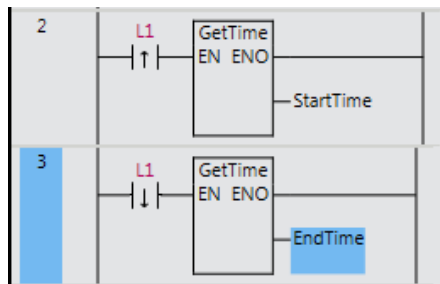 2
L1
GetTime
EN ENO
StartTime
3
L1
GetTime
EN ENO
EndTime